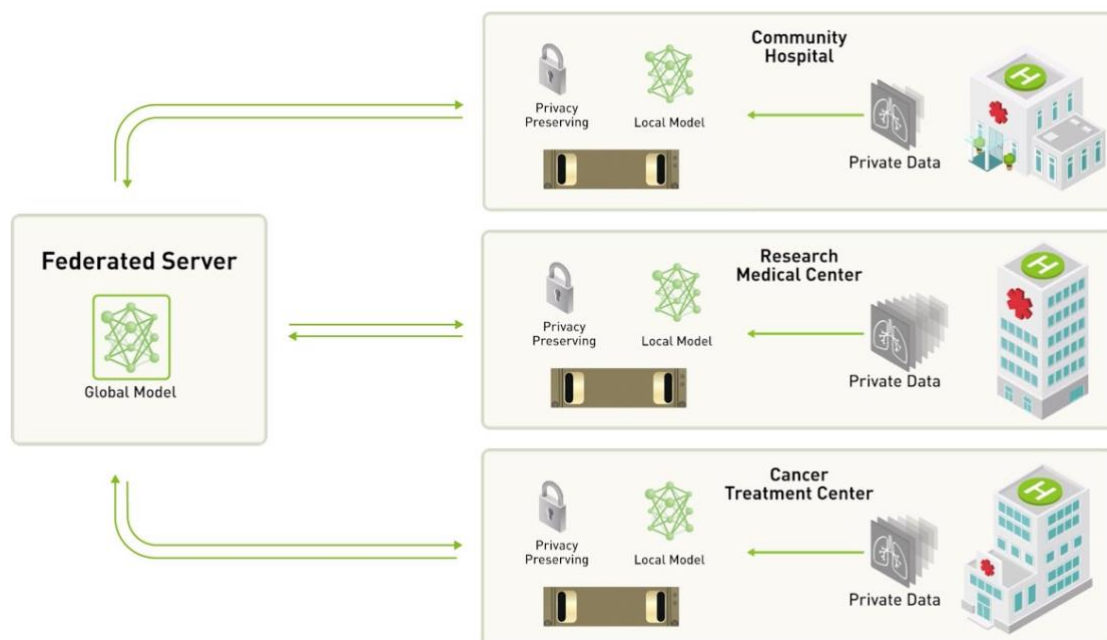 Community
Hospital
Privacy
Preserving
Local Model
Private Data
H
Federated Server
Global Model
Research
Medical Center
Privacy
Preserving
Local Model
Private Data
H
Cancer
Treatment Center
Privacy
Preserving
Local Model
Private Data
H